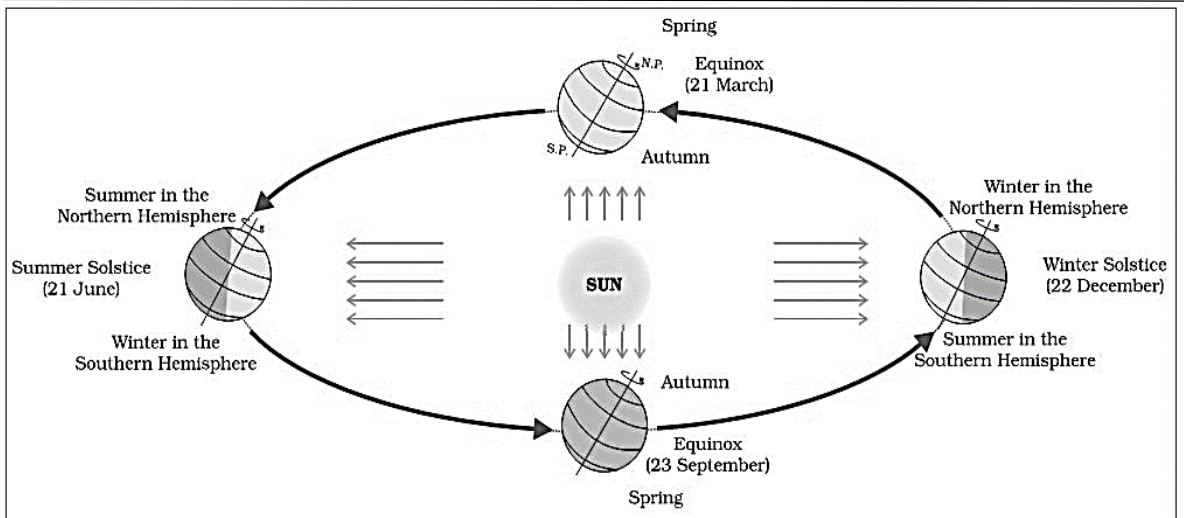 Spring
N.P.
Equinox
(21 March)
S.P.
Autumn
Summer in the
Northern Hemisphere
Winter in the
Northern Hemisphere
Summer Solstice
(21 June)
SUN
Winter Solstice
(22 December)
Winter in the
Southern Hemisphere
Summer in the
Southern Hemisphere
Autumn
Equinox
(23 September)
Spring